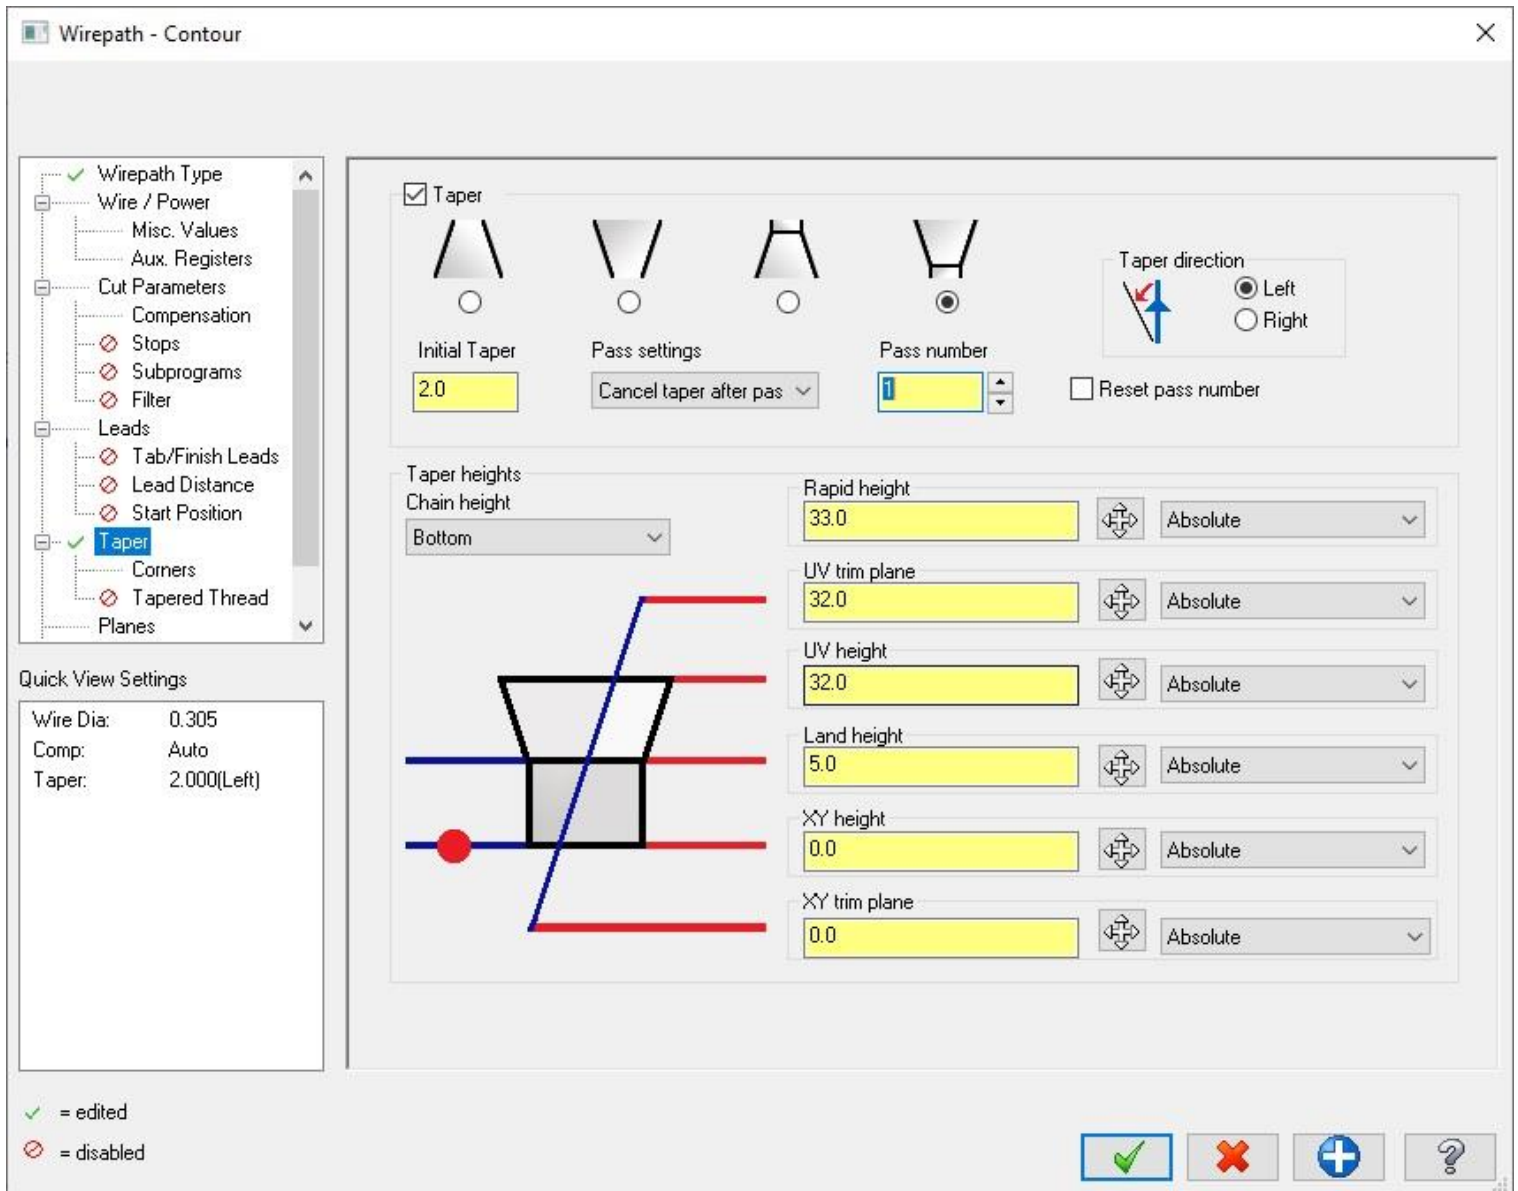 Wirepath - Contour
Wirepath Type
Wire / Power
Misc. Values
Aux. Registers
Cut Parameters
Compensation
Stops
Subprograms
Filter
Leads
Tab/Finish Leads
Lead Distance
Start Position
Taper
Corners
Tapered Thread
Planes
Quick View Settings
Wire Dia: 0.305
Comp: Auto
Taper: 2.000(Left)
= edited
= disabled
Taper
Taper direction
Left
Right
Initial Taper
2.0
Pass settings
Cancel taper after pas
Pass number
1
Reset pass number
Taper heights
Chain height
Bottom
Rapid height
33.0 Absolute
UV trim plane
32.0 Absolute
UV height
32.0 Absolute
Land height
5.0 Absolute
XY height
0.0 Absolute
XY trim plane
0.0 Absolute